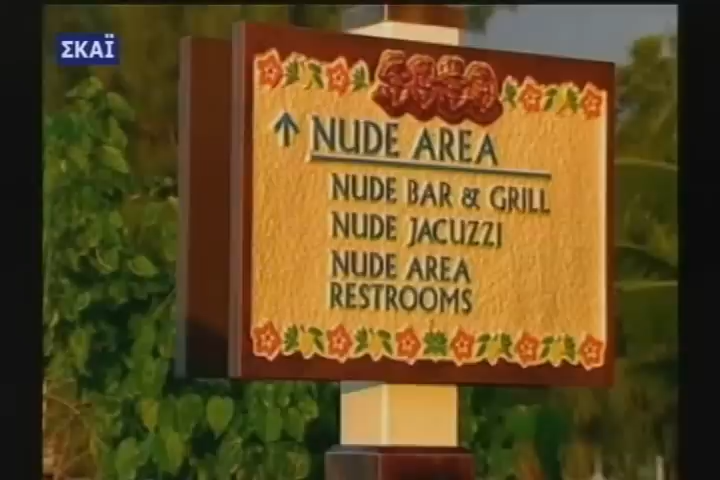 ΣΚΑΪ
↑ NUDE AREA
NUDE BAR & GRILL
NUDE JACUZZI
NUDE AREA
RESTROOMS